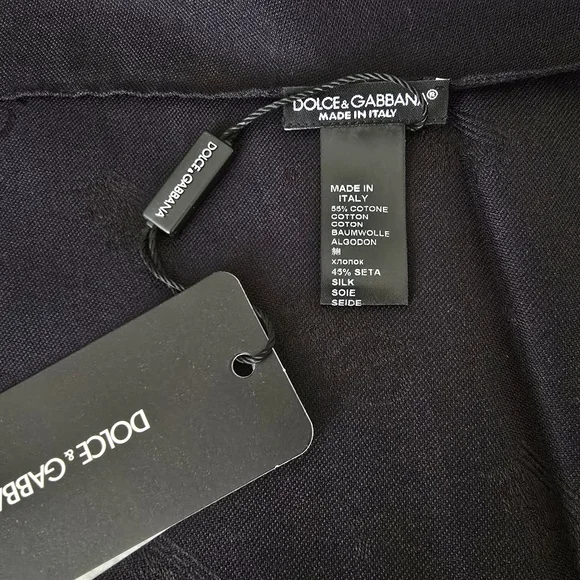 DOLCE & GABBANA®
MADE IN ITALY
DOLCE & GABBANA
MADE IN
ITALY
55% COTONE
COTTON
COTON
BAUMWOLLE
ALGODON
ХЛОПОК
45% SETA
SILK
SOIE
SEIDE
DOLCE & GABBANA